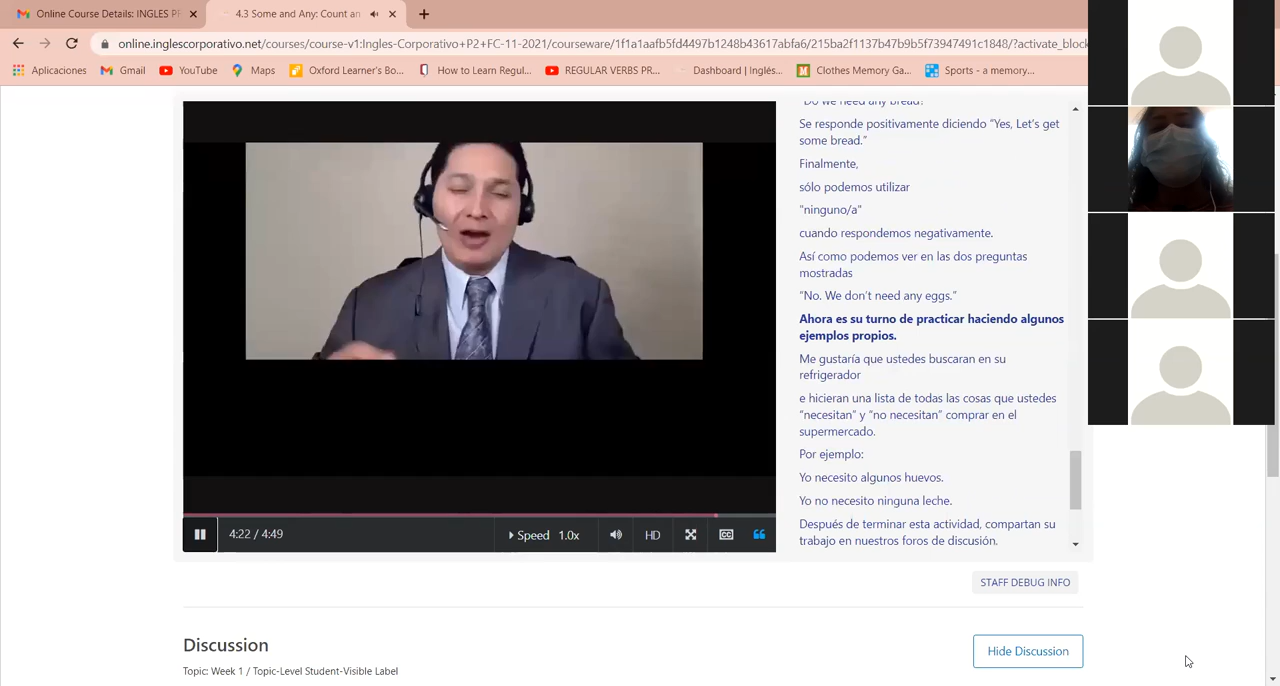 Online Course Details: INGLES P
4.3 Some and Any: Count an
online.inglescorporativo.net/courses/course-v1:Ingles-Corporativo+P2+FC-11-2021/courseware/1f1a1aafb5fd4497b1248b43617abfa6/215ba2f1137b47b9b5f73947491c1848/?activate_block
Aplicaciones Gmail YouTube Maps Oxford Learner's Bo... How to Learn Regul... REGULAR VERBS PR... Dashboard | Inglés... Clothes Memory Ga... Sports - a memory...
"Do we need any bread?"
Se responde positivamente diciendo "Yes, Let's get
some bread."
Finalmente,
sólo podemos utilizar
"ninguno/a"
cuando respondemos negativamente.
Así como podemos ver en las dos preguntas
mostradas
"No. We don't need any eggs."
Ahora es su turno de practicar haciendo algunos
ejemplos propios.
Me gustaría que ustedes buscaran en su
refrigerador
e hicieran una lista de todas las cosas que ustedes
"necesitan" y "no necesitan" comprar en el
supermercado.
Por ejemplo:
Yo necesito algunos huevos.
Yo no necesito ninguna leche.
Después de terminar esta actividad, compartan su
trabajo en nuestros foros de discusión.
4:22 / 4:49 Speed 1.0x HD CC
STAFF DEBUG INFO
Discussion
Hide Discussion
Topic: Week 1 / Topic-Level Student-Visible Label